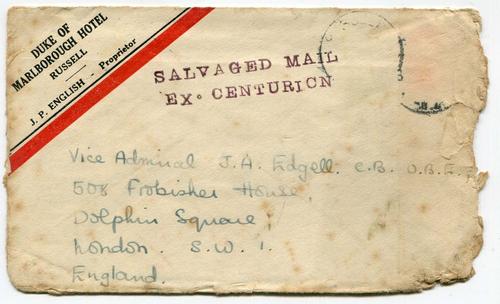 DUKE OF
MARLBOROUGH HOTEL
RUSSELL
J. P. ENGLISH - Proprietor
SALVAGED MAIL
EX. CENTURION
Vice Admiral J.A. Edgell. C.B. O.B.E.
508 Frobisher House,
Dolphin Square,
London. S.W.1.
England.